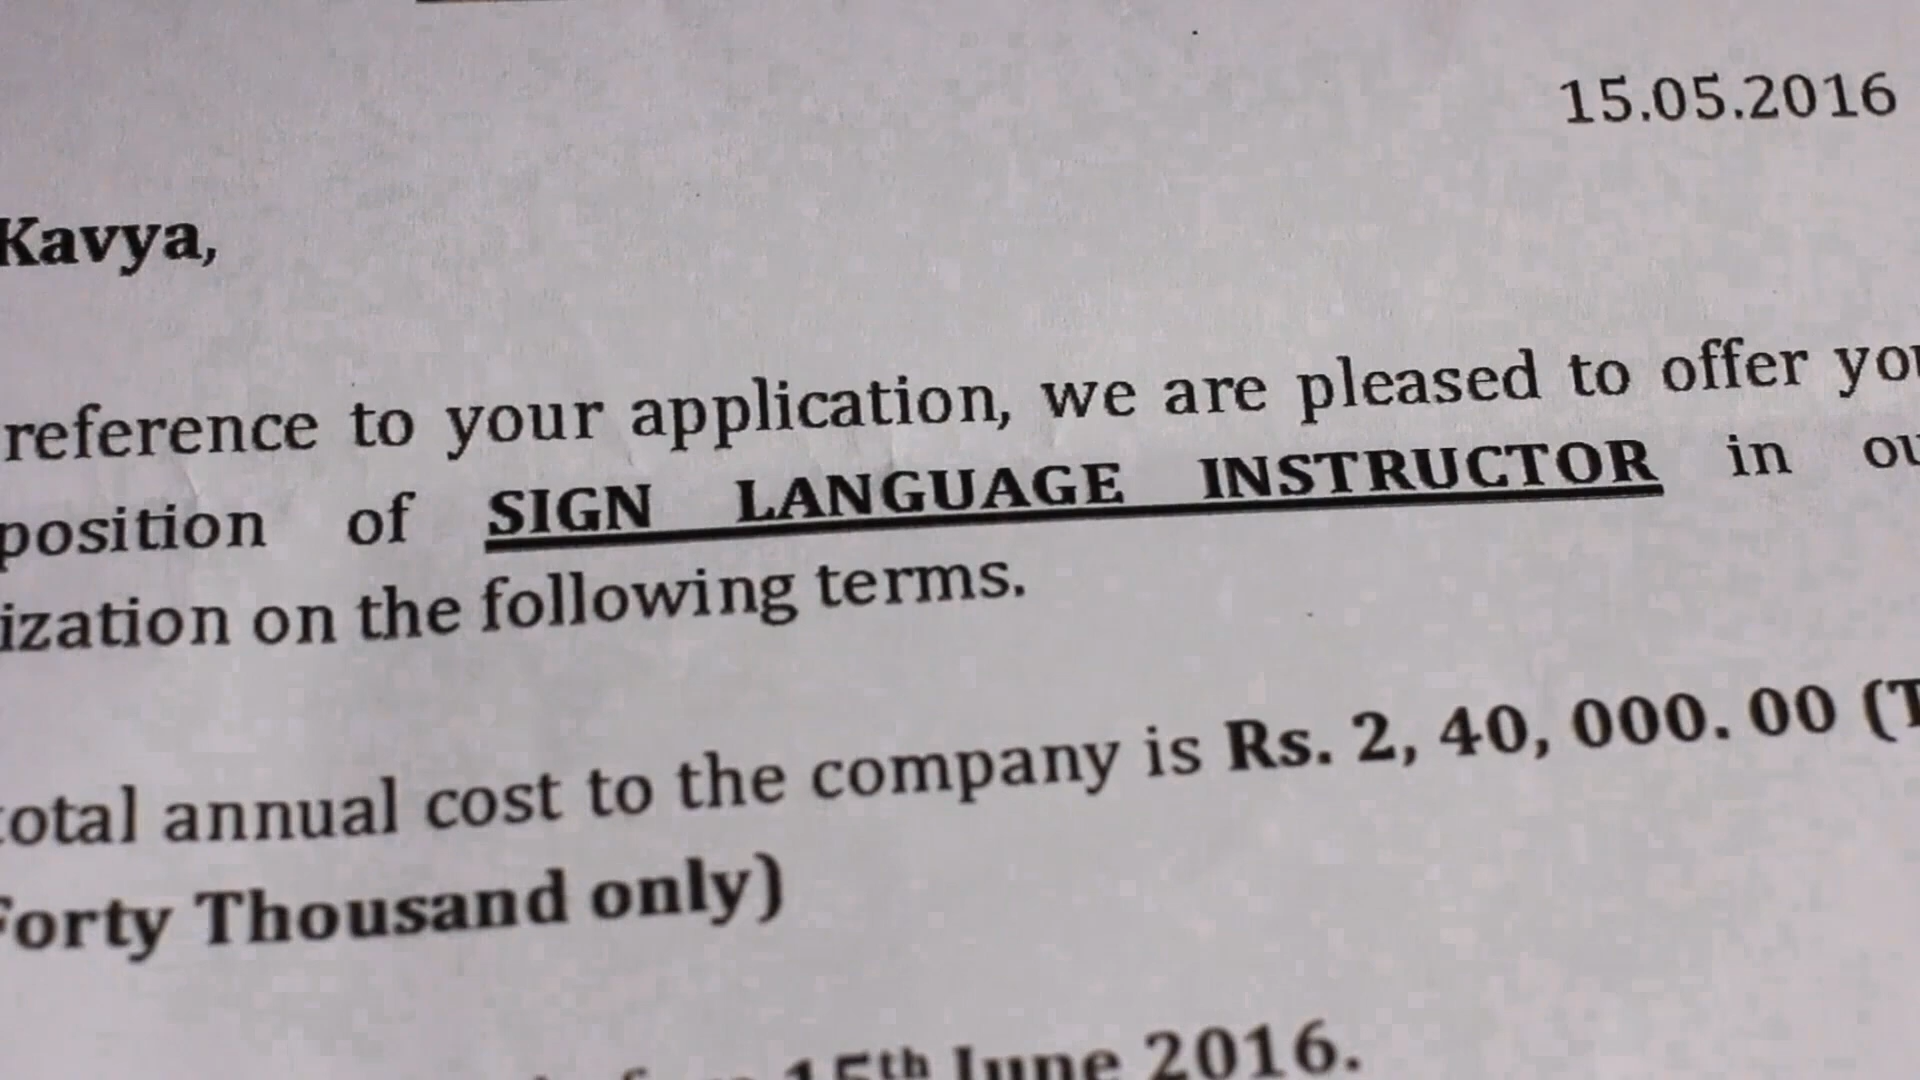 15.05.2016
Kavya,
reference to your application, we are pleased to offer
position of SIGN LANGUAGE INSTRUCTOR in
ization on the following terms.
total annual cost to the company is Rs. 2, 40, 000. 00 (T
Forty Thousand only)
15th June 2016.